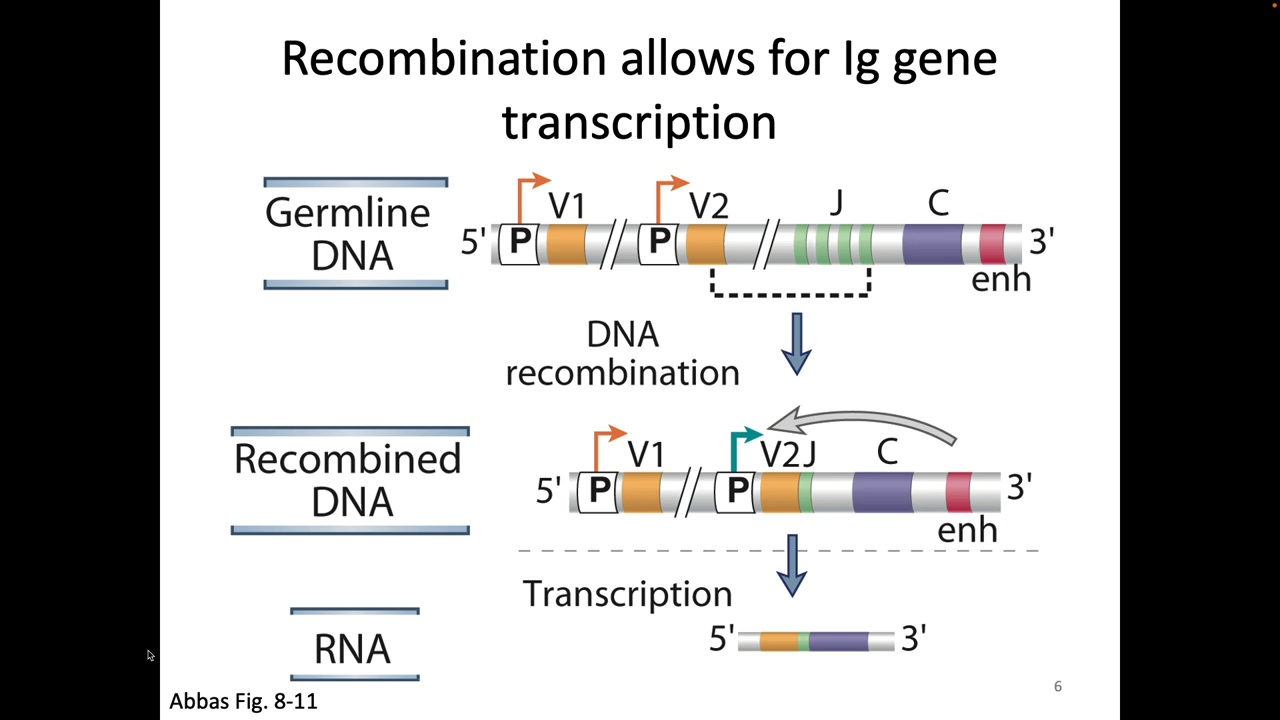 Recombination allows for Ig gene
transcription
Germline
DNA
V1
V2
J
C
5'
P
P
3'
enh
DNA
recombination
Recombined
DNA
V1
V2J
C
5'
P
P
3'
enh
Transcription
RNA
5'
3'
Abbas Fig. 8-11
6